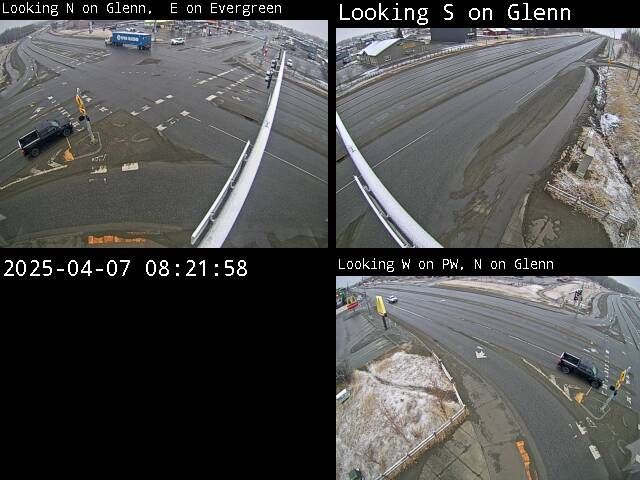 Looking N on Glenn, E on Evergreen
Looking S on Glenn
2025-04-07 08:21:58
Looking W on PW, N on Glenn